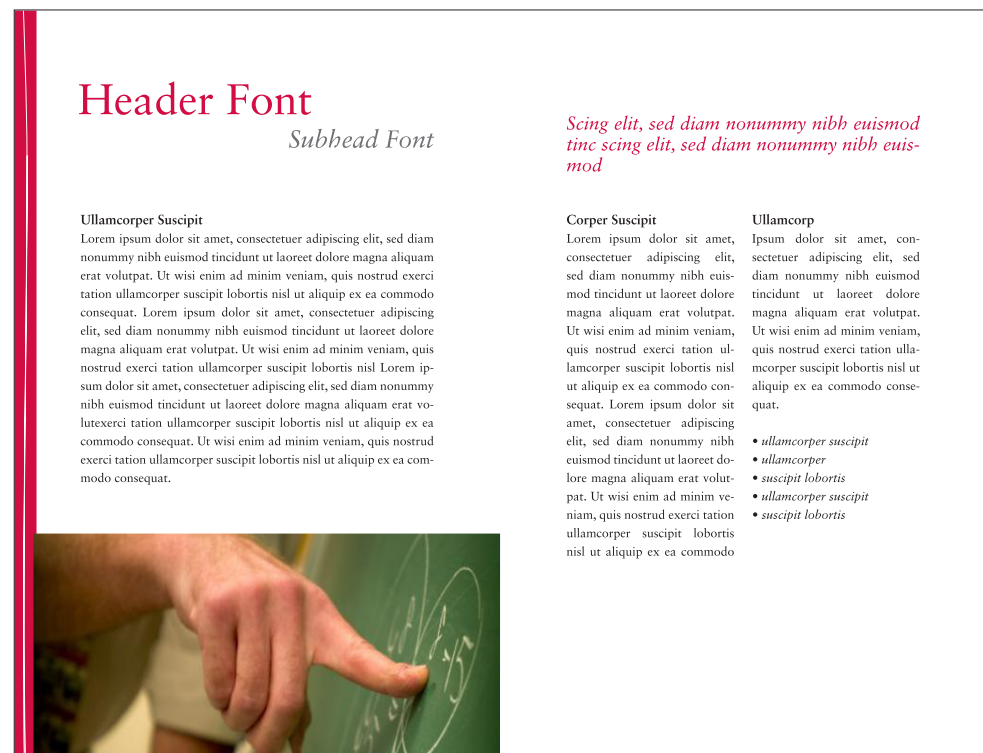 Header Font
Subhead Font
Ullamcorper Suscipit
Lorem ipsum dolor sit amet, consectetuer adipiscing elit, sed diam
nonummy nibh euismod tincidunt ut laoreet dolore magna aliquam
erat volutpat. Ut wisi enim ad minim veniam, quis nostrud exerci
tation ullamcorper suscipit lobortis nisl ut aliquip ex ea commodo
consequat. Lorem ipsum dolor sit amet, consectetuer adipiscing
elit, sed diam nonummy nibh euismod tincidunt ut laoreet dolore
magna aliquam erat volutpat. Ut wisi enim ad minim veniam, quis
nostrud exerci tation ullamcorper suscipit lobortis nisl Lorem ip-
sum dolor sit amet, consectetuer adipiscing elit, sed diam nonummy
nibh euismod tincidunt ut laoreet dolore magna aliquam erat vo-
lutexerci tation ullamcorper suscipit lobortis nisl ut aliquip ex ea
commodo consequat. Ut wisi enim ad minim veniam, quis nostrud
exerci tation ullamcorper suscipit lobortis nisl ut aliquip ex ea com-
modo consequat.
Scing elit, sed diam nonummy nibh euismod
tinc scing elit, sed diam nonummy nibh euis-
mod
Corper Suscipit
Lorem ipsum dolor sit amet,
consectetuer adipiscing elit,
sed diam nonummy nibh euis-
mod tincidunt ut laoreet dolore
magna aliquam erat volutpat.
Ut wisi enim ad minim veniam,
quis nostrud exerci tation ul-
lamcorper suscipit lobortis nisl
ut aliquip ex ea commodo con-
sequat. Lorem ipsum dolor sit
amet, consectetuer adipiscing
elit, sed diam nonummy nibh
euismod tincidunt ut laoreet do-
lore magna aliquam erat volut-
pat. Ut wisi enim ad minim ve-
niam, quis nostrud exerci tation
ullamcorper suscipit lobortis
nisl ut aliquip ex ea commodo
Ullamcorp
Ipsum dolor sit amet, con-
sectetuer adipiscing elit, sed
diam nonummy nibh euismod
tincidunt ut laoreet dolore
magna aliquam erat volutpat.
Ut wisi enim ad minim veniam,
quis nostrud exerci tation ulla-
mcorper suscipit lobortis nisl ut
aliquip ex ea commodo conse-
quat.
• ullamcorper suscipit
• ullamcorper
• suscipit lobortis
• ullamcorper suscipit
• suscipit lobortis